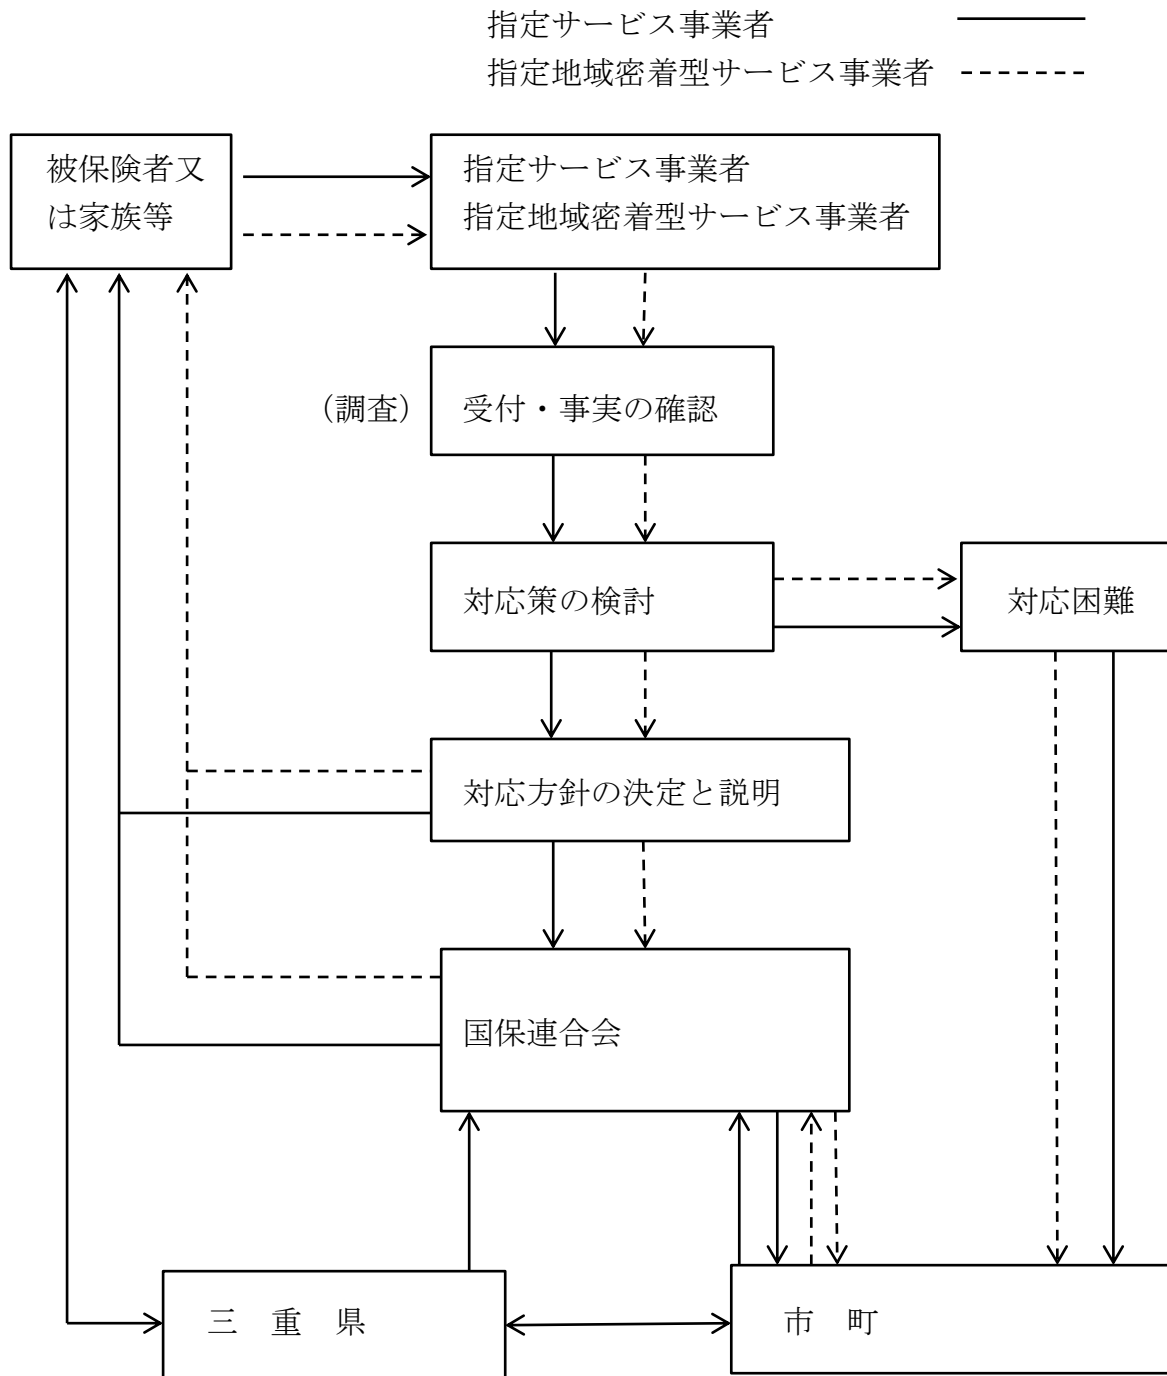 指定サービス事業者
指定地域密着型サービス事業者
被保険者又
は家族等
指定サービス事業者
指定地域密着型サービス事業者
（調査）
受付・事実の確認
対応策の検討
対応困難
対応方針の決定と説明
国保連合会
三　重　県
市　町